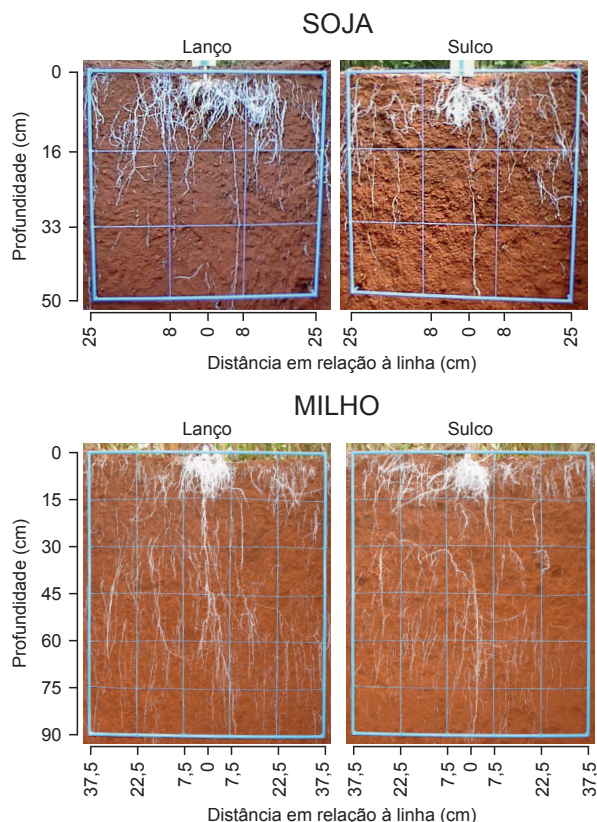 SOJA
Lanço Sulco
Profundidade (cm)
0
16
33
50
25 8 0 8 25 25 8 0 8 25
Distância em relação à linha (cm)
MILHO
Lanço Sulco
Profundidade (cm)
0
15
30
45
60
75
90
37,5 22,5 7,5 0 7,5 22,5 37,5 37,5 22,5 7,5 0 7,5 22,5 37,5
Distância em relação à linha (cm)